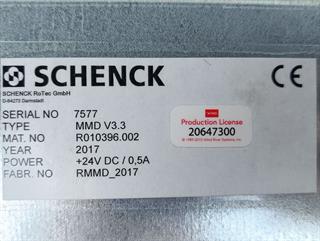 SCHENCK
SCHENCK RoTec GmbH
D-64273 Darmstadt
CE
SERIAL NO 7577
TYPE MMD V3.3
MAT. NO R010396.002
YEAR 2017
POWER +24V DC / 0,5A
FABR. NO RMMD_2017
Production License
20647300